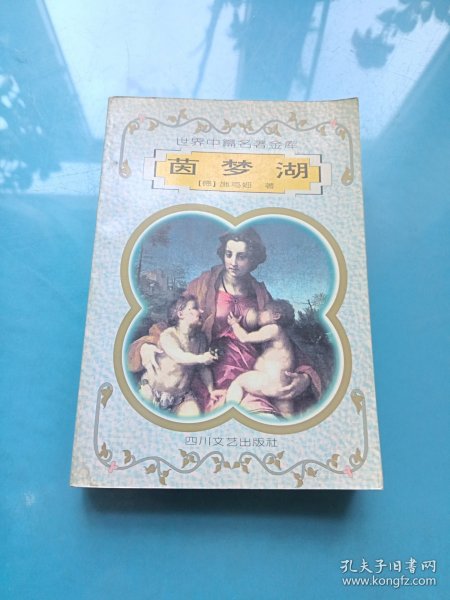 世界中篇名著金库
茵梦湖
[德]施笃姆 著
四川文艺出版社
孔夫子旧书网
www.kongfz.com